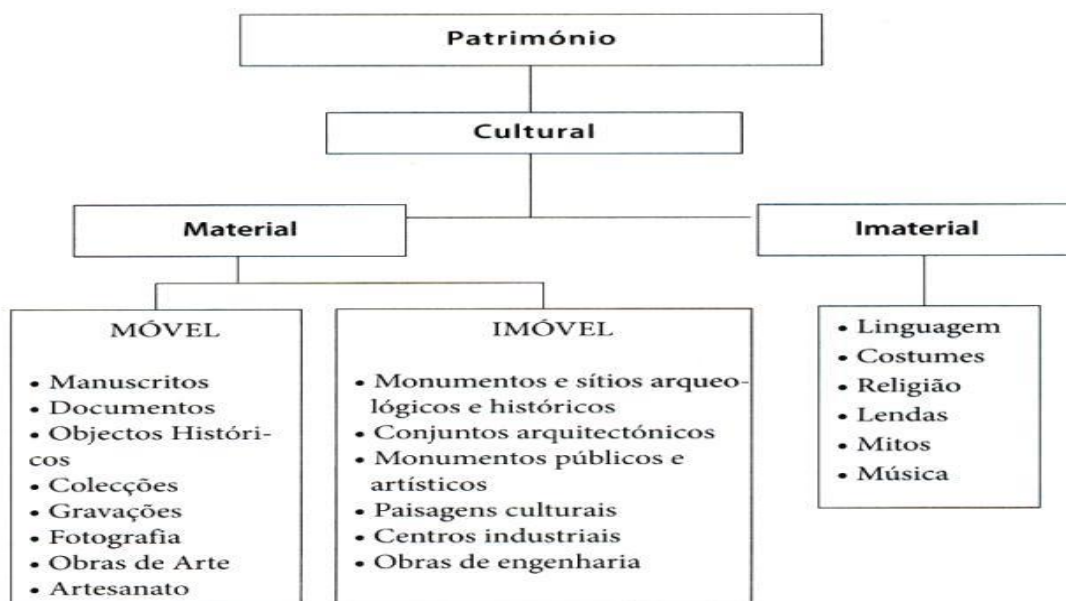 Património
Cultural
Material
Imaterial
MÓVEL
• Manuscritos
• Documentos
• Objectos Históri-
cos
• Colecções
• Gravações
• Fotografia
• Obras de Arte
• Artesanato
IMÓVEL
• Monumentos e sítios arqueo-
lógicos e históricos
• Conjuntos arquitectónicos
• Monumentos públicos e
artísticos
• Paisagens culturais
• Centros industriais
• Obras de engenharia
• Linguagem
• Costumes
• Religião
• Lendas
• Mitos
• Música